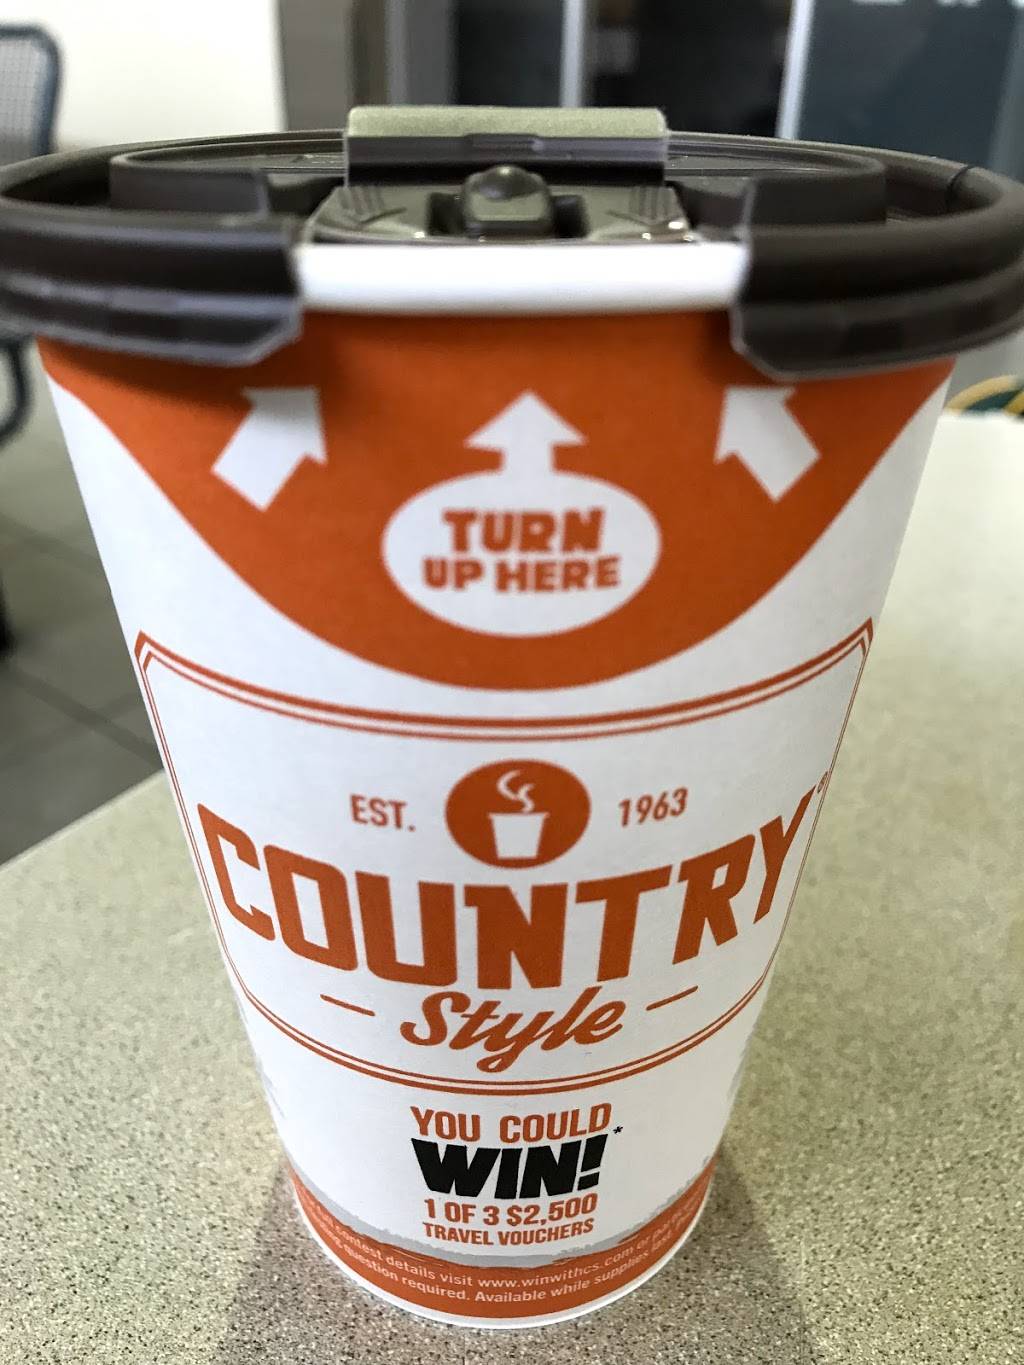 TURN
UP HERE
EST. 1963
COUNTRY®
Style
YOU COULD
WIN!*
1 OF 3 $2,500
TRAVEL VOUCHERS
contest details visit www.winwithcs.com or
question required. Available while supplies last.